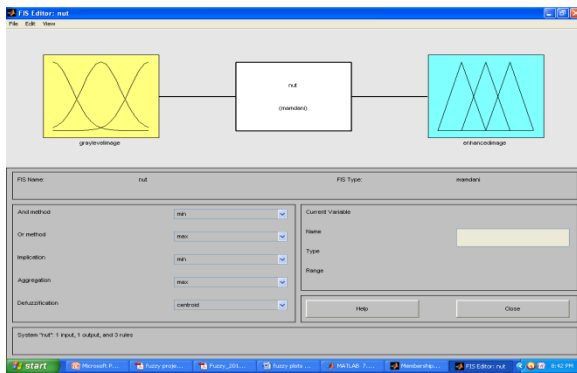 FIS Editor: nut
File Edit View
nut
(mamdani)
graylevelimage
enhancedimage
FIS Name: nut FIS Type: mamdani
And method min
Or method max
Implication min
Aggregation max
Defuzzification centroid
Current Variable
Name
Type
Range
Help Close
System "nut": 1 input, 1 output, and 3 rules
start Microsoft P... Fuzzy proje... Fuzzy_201... Fuzzy plots ... MATLAB 7.... Membership... FIS Editor: nut 8:42 PM